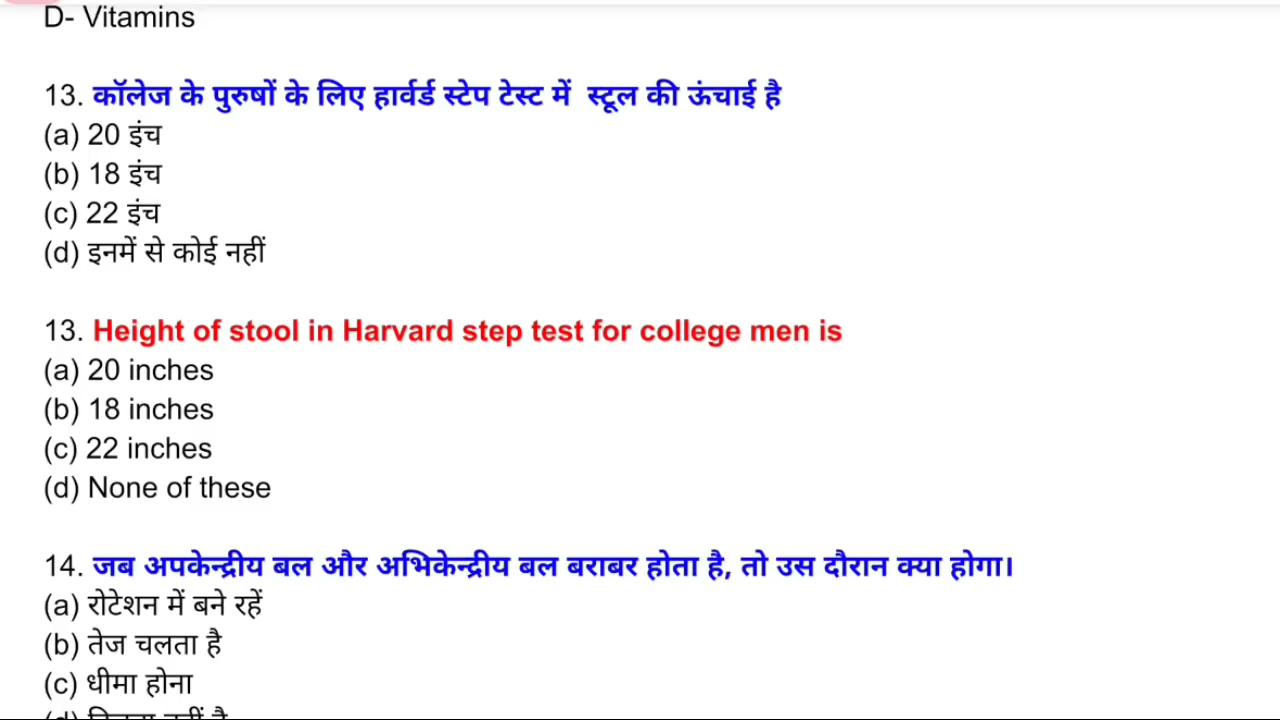 D- Vitamins
13. कॉलेज के पुरुषों के लिए हार्वर्ड स्टेप टेस्ट में स्टूल की ऊंचाई है
(a) 20 इंच
(b) 18 इंच
(c) 22 इंच
(d) इनमें से कोई नहीं
13. Height of stool in Harvard step test for college men is
(a) 20 inches
(b) 18 inches
(c) 22 inches
(d) None of these
14. जब अपकेन्द्रीय बल और अभिकेन्द्रीय बल बराबर होता है, तो उस दौरान क्या होगा।
(a) रोटेशन में बने रहें
(b) तेज चलता है
(c) धीमा होना
(d) नहीं है